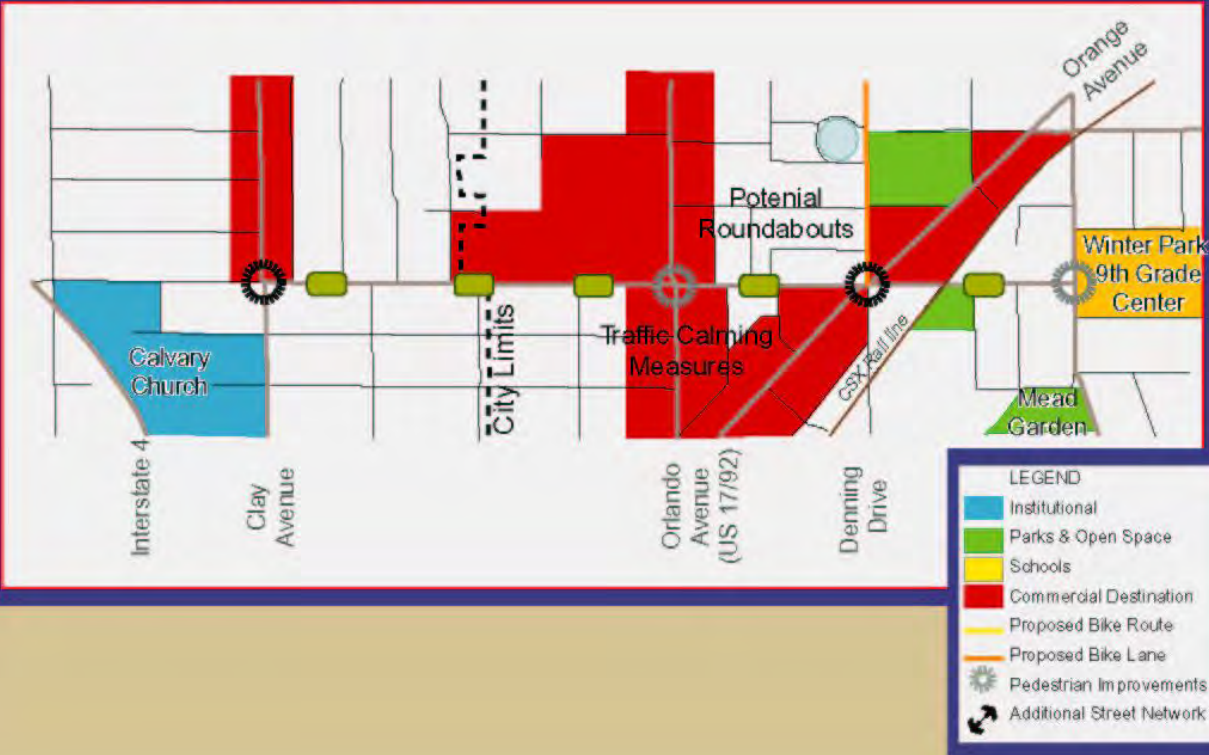 Orange
Avenue
Potenial
Roundabouts
Winter Park
9th Grade
Center
Traffic Calming
Measures
CSX Rail line
City Limits
Calvary
Church
Mead
Garden
Interstate 4
Clay
Avenue
Orlando
Avenue
(US 17/92)
Denning
Drive
LEGEND
Institutional
Parks & Open Space
Schools
Commercial Destination
Proposed Bike Route
Proposed Bike Lane
Pedestrian Improvements
Additional Street Network